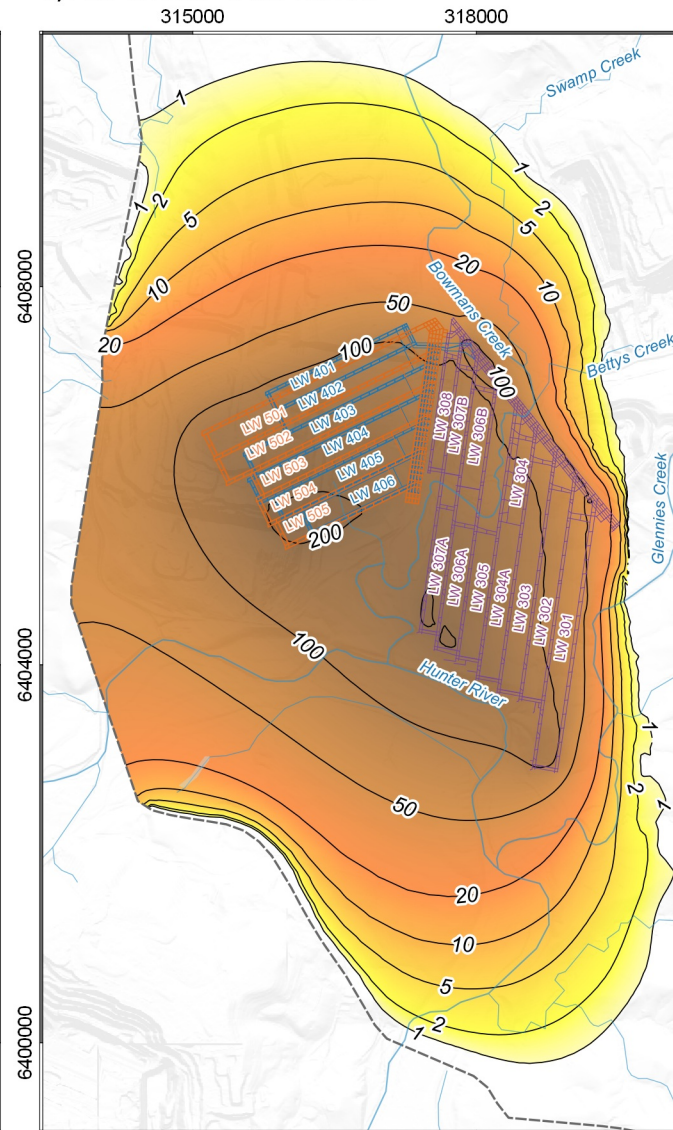 315000
318000
Swamp Creek
1
1
1
2
2
5
5
20
10
10
6408000
Bowmans Creek
50
20
100
100
Bettys Creek
LW 401
LW 402
LW 501
LW 403
LW 308
LW 307B
LW 306B
LW 502
LW 404
LW 503
LW 405
LW 304
LW 504
LW 406
LW 505
200
Glennies Creek
LW 307A
LW 306A
LW 305
LW 304A
LW 303
LW 302
LW 301
100
6404000
Hunter River
1
2
1
50
20
10
5
2
1
6400000